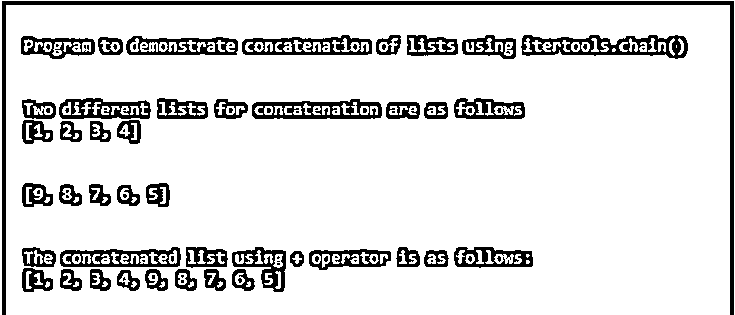 Program to demonstrate concatenation of lists using itertools.chain()
Two different lists for concatenation are as follows
[1, 2, 3, 4]
[9, 8, 7, 6, 5]
The concatenated list using + operator is as follows:
[1, 2, 3, 4, 9, 8, 7, 6, 5]